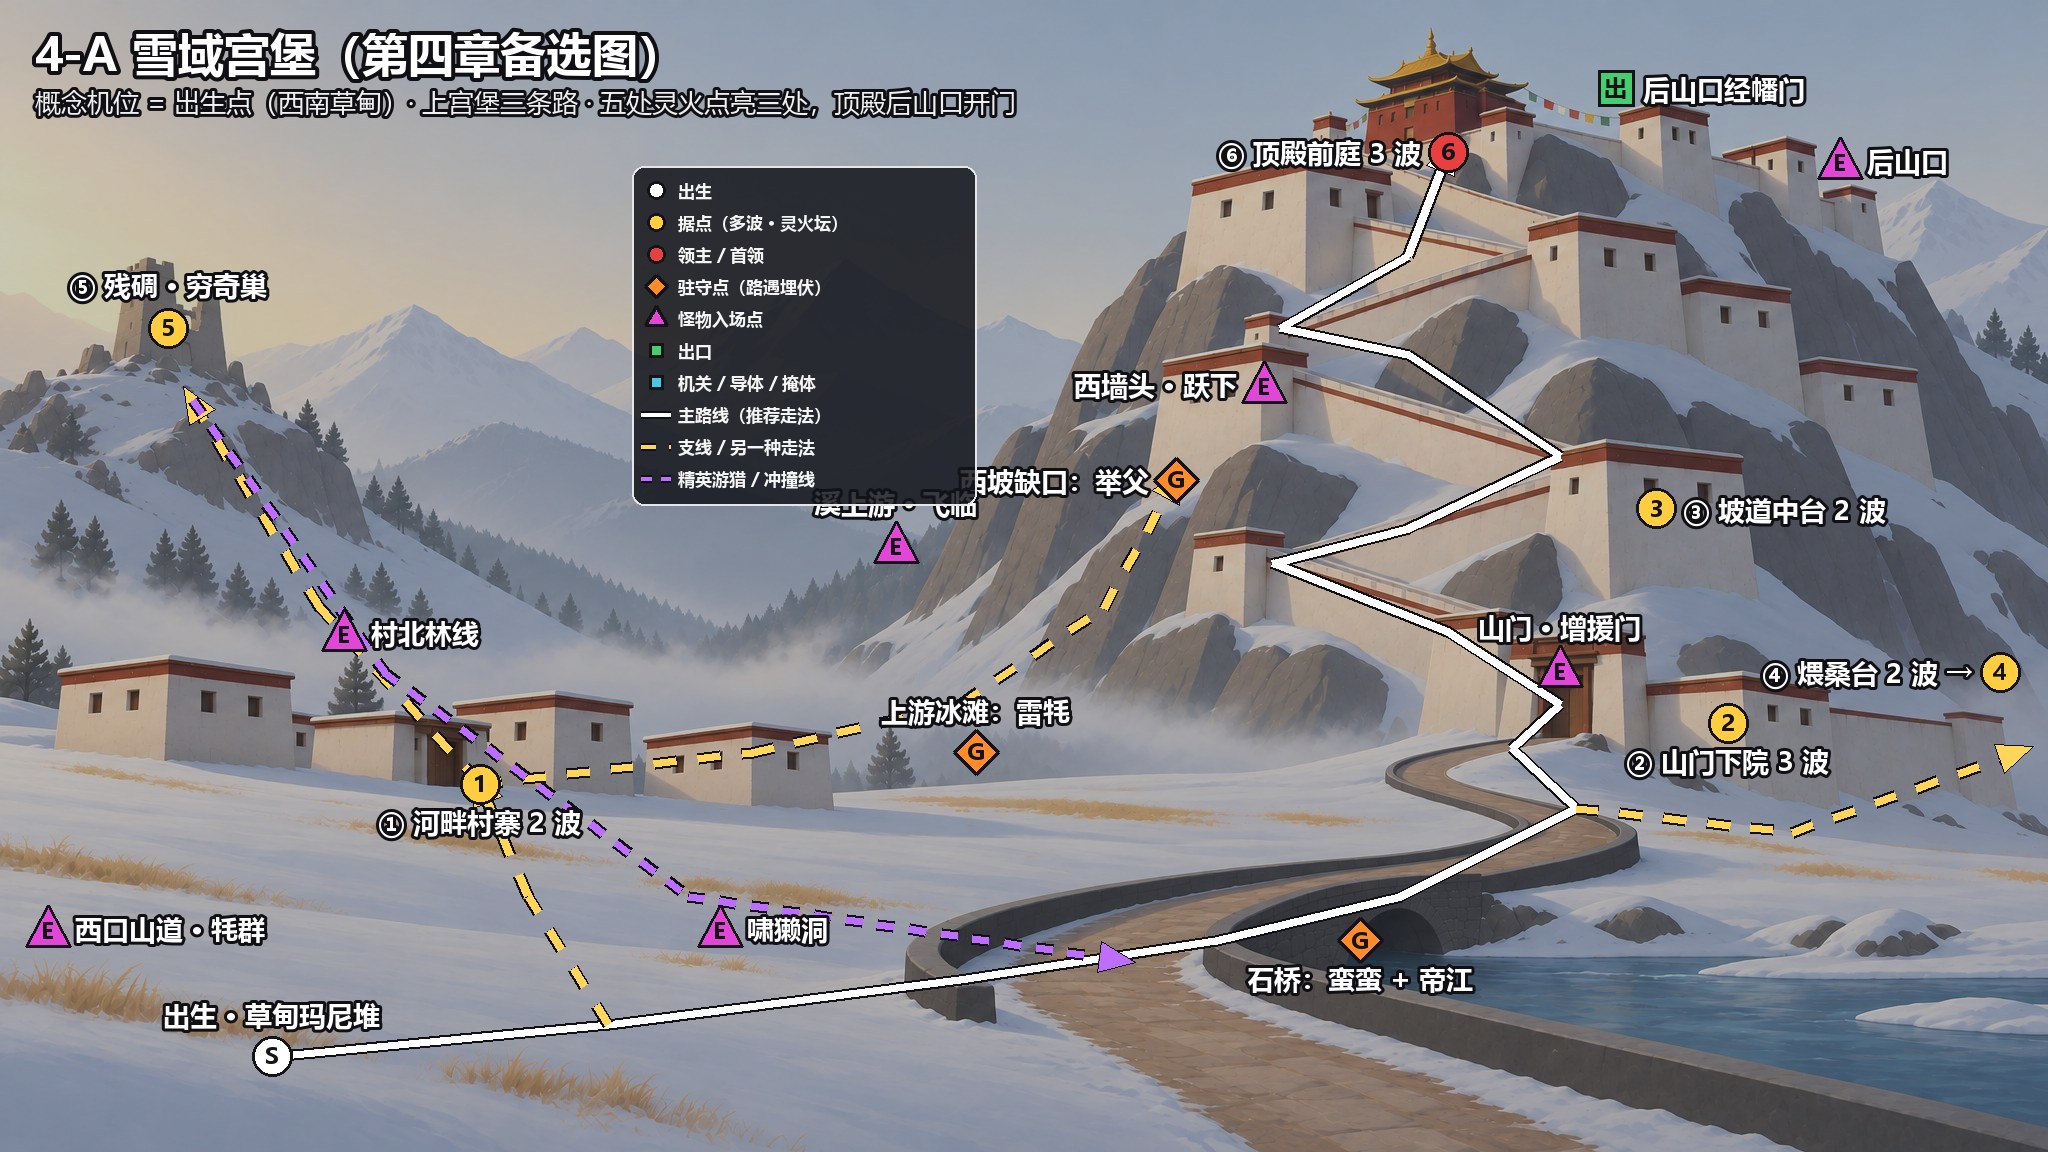 4-A 雪域宫堡（第四章备选图）
概念机位 = 出生点（西南草甸）· 上宫堡三条路 · 五处灵火点亮三处，顶殿后山口开门
出 后山口经幡门
⑥ 顶殿前庭 3 波 6
E 后山口
出生
据点（多波・灵火坛）
领主 / 首领
驻守点（路遇埋伏）
怪物入场点
出口
机关 / 导体 / 掩体
主路线（推荐走法）
支线 / 另一种走法
精英游猎 / 冲撞线
⑤ 残碉・穷奇巢
5
西墙头・跃下 E
西坡缺口：举父 G
溪上游・飞临
E
3 ③ 坡道中台 2 波
E 村北林线
山门・增援门
E
④ 煨桑台 2 波 → 4
上游冰滩：雷牦
G
2
② 山门下院 3 波
1
① 河畔村寨 2 波
E 西口山道・牦群
E 啸獭洞
G
石桥：蛮蛮 + 帝江
出生・草甸玛尼堆
S